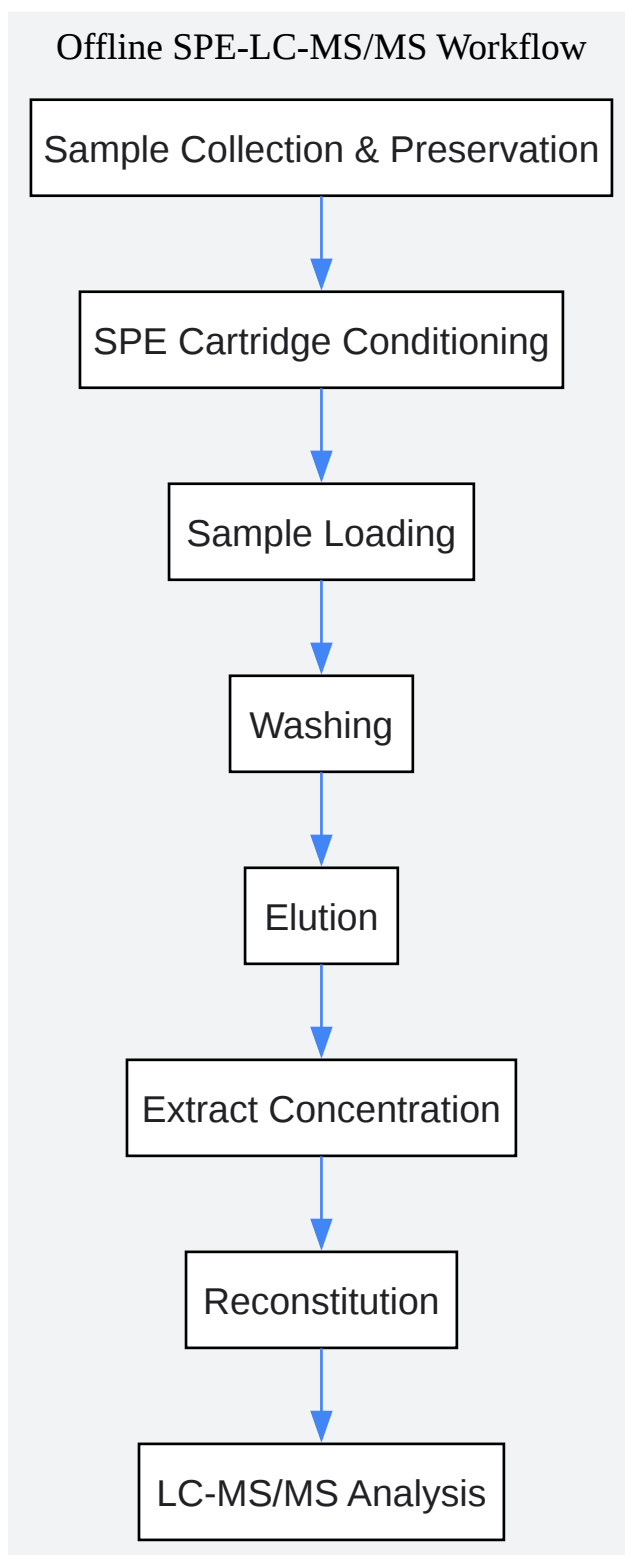 Offline SPE-LC-MS/MS Workflow
Sample Collection & Preservation
SPE Cartridge Conditioning
Sample Loading
Washing
Elution
Extract Concentration
Reconstitution
LC-MS/MS Analysis